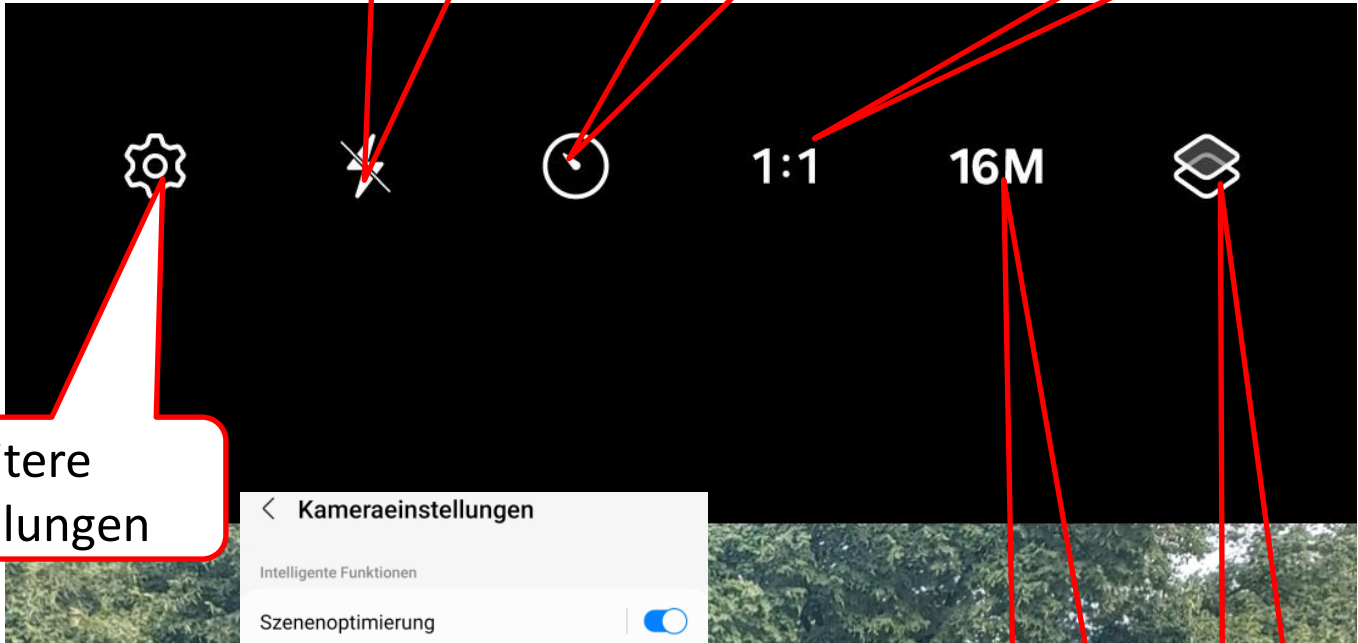 1:1 16M
tere
lungen
Kameraeinstellungen
Intelligente Funktionen
Szenenoptimierung